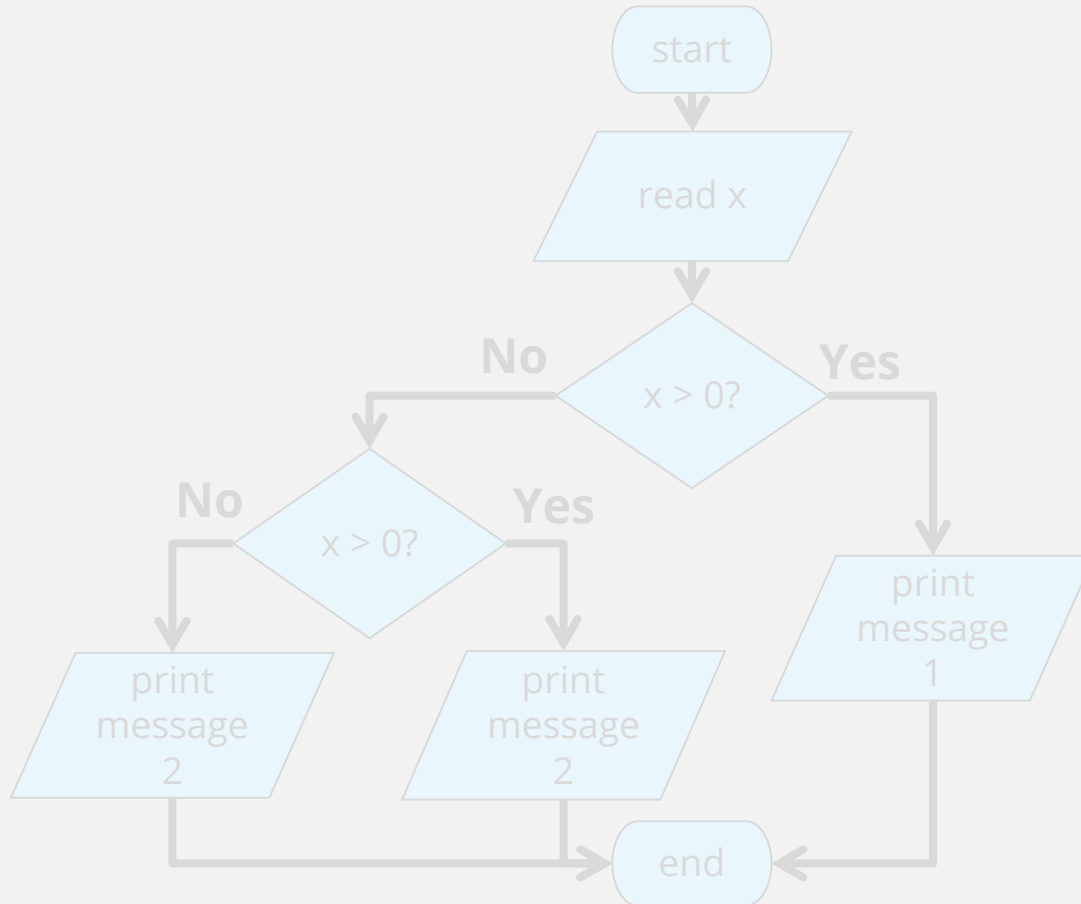 start
read x
No
Yes
x > 0?
No
Yes
x > 0?
print
message
1
print
message
2
print
message
2
end